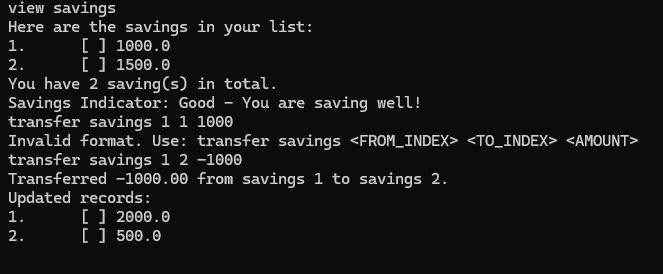 view savings
Here are the savings in your list:
1.      [ ] 1000.0
2.      [ ] 1500.0
You have 2 saving(s) in total.
Savings Indicator: Good - You are saving well!
transfer savings 1 1 1000
Invalid format. Use: transfer savings <FROM_INDEX> <TO_INDEX> <AMOUNT>
transfer savings 1 2 -1000
Transferred -1000.00 from savings 1 to savings 2.
Updated records:
1.      [ ] 2000.0
2.      [ ] 500.0